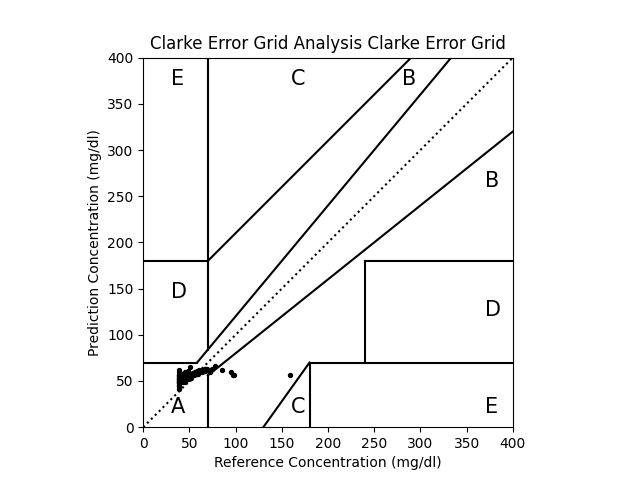 Clarke Error Grid Analysis Clarke Error Grid
400
E
C
B
350
300
B
250
200
D
150
D
100
50
A
C
E
0
0
50
100
150
200
250
300
350
400
Prediction Concentration (mg/dl)
Reference Concentration (mg/dl)